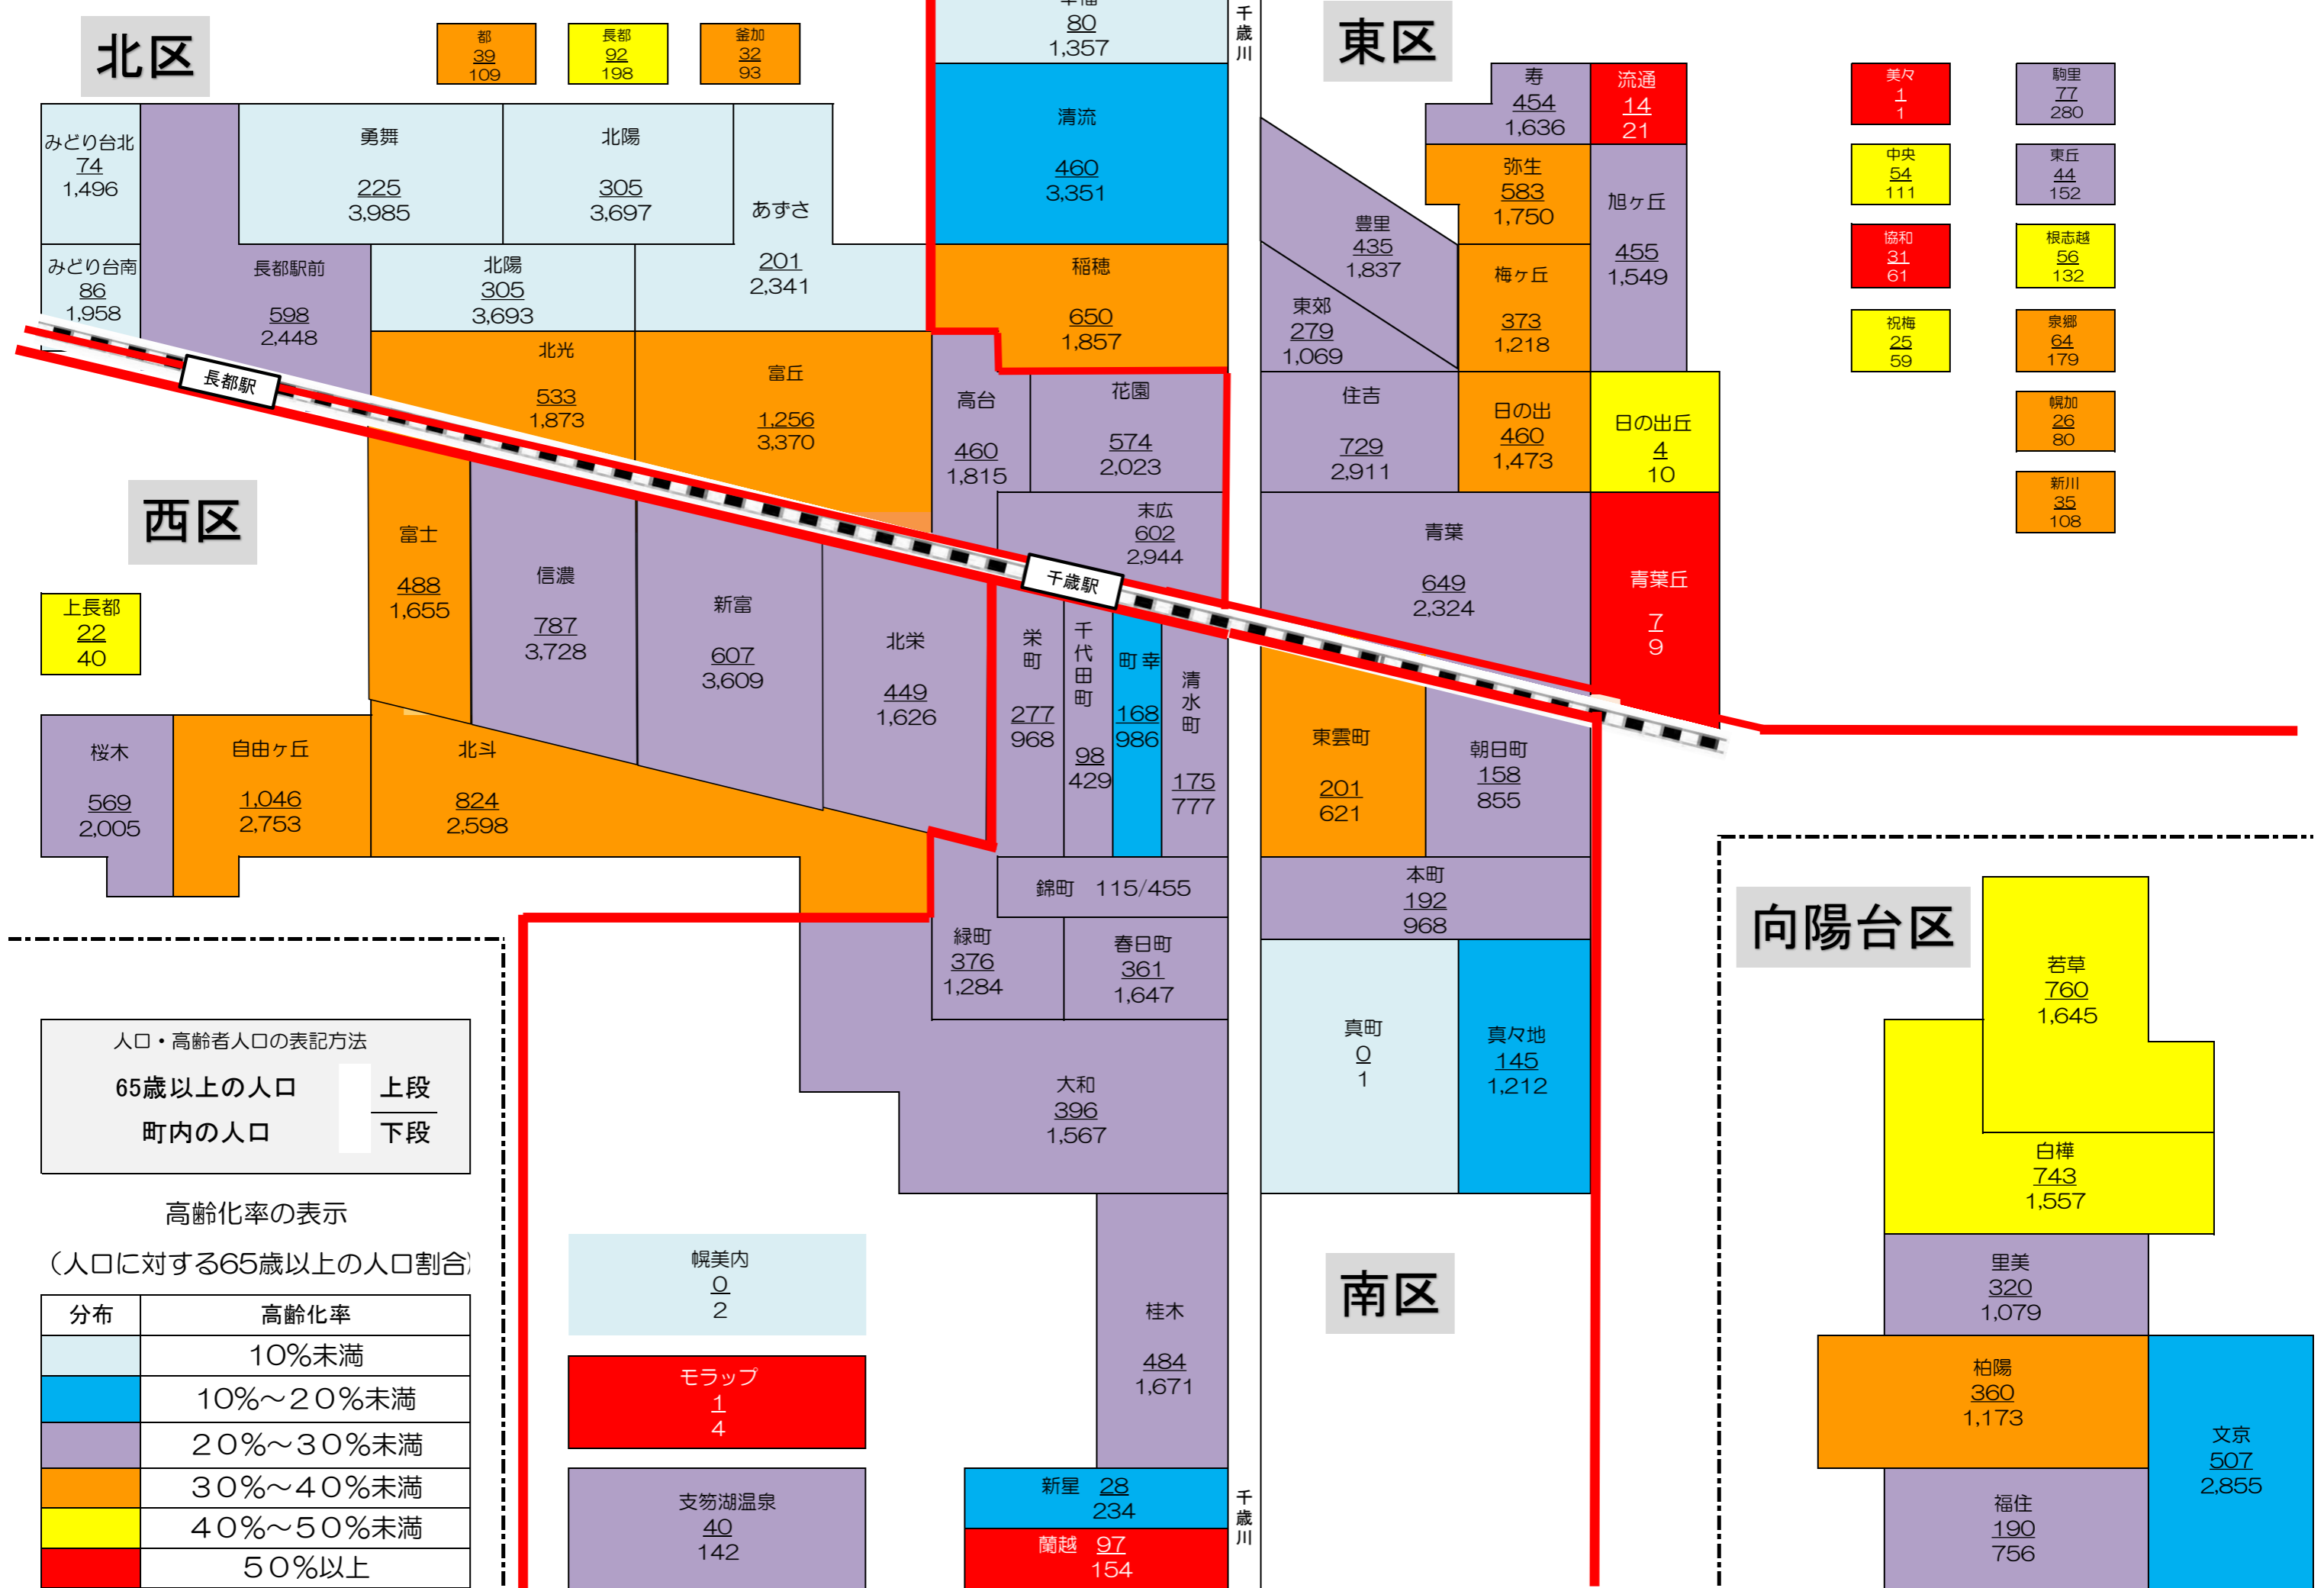 北区
都
39
109
長都
92
198
釜加
32
93
みどり台北
74
1,496
勇舞
225
3,985
北陽
305
3,697
あずさ
201
2,341
みどり台南
86
1,958
長都駅前
598
2,448
北陽
305
3,693
北光
533
1,873
富丘
1,256
3,370
長都駅
80
1,357
清流
460
3,351
稲穂
650
1,857
高台
460
1,815
花園
574
2,023
末広
602
2,944
千歳駅
千歳川
東区
寿
454
1,636
流通
14
21
弥生
583
1,750
旭ヶ丘
455
1,549
豊里
435
1,837
東郊
279
1,069
梅ヶ丘
373
1,218
住吉
729
2,911
日の出
460
1,473
日の出丘
4
10
青葉
649
2,324
青葉丘
7
9
美々
1
1
駒里
77
280
中央
54
111
東丘
44
152
協和
31
61
根志越
56
132
祝梅
25
59
泉郷
64
179
幌加
26
80
新川
35
108
西区
上長都
22
40
富士
488
1,655
信濃
787
3,728
新富
607
3,609
北栄
449
1,626
桜木
569
2,005
自由ヶ丘
1,046
2,753
北斗
824
2,598
栄町
277
968
千代田町
98
429
町幸
168
986
清水町
175
777
東雲町
201
621
朝日町
158
855
錦町 115/455
本町
192
968
緑町
376
1,284
春日町
361
1,647
真町
0
1
真々地
145
1,212
大和
396
1,567
桂木
484
1,671
南区
幌美内
0
2
モラップ
1
4
支笏湖温泉
40
142
新星 28
234
蘭越 97
154
千歳川
向陽台区
若草
760
1,645
白樺
743
1,557
里美
320
1,079
柏陽
360
1,173
文京
507
2,855
福住
190
756
人口・高齢者人口の表記方法
65歳以上の人口 上段
町内の人口 下段
高齢化率の表示
（人口に対する65歳以上の人口割合）
分布 高齢化率
10%未満
10%～20%未満
20%～30%未満
30%～40%未満
40%～50%未満
50%以上